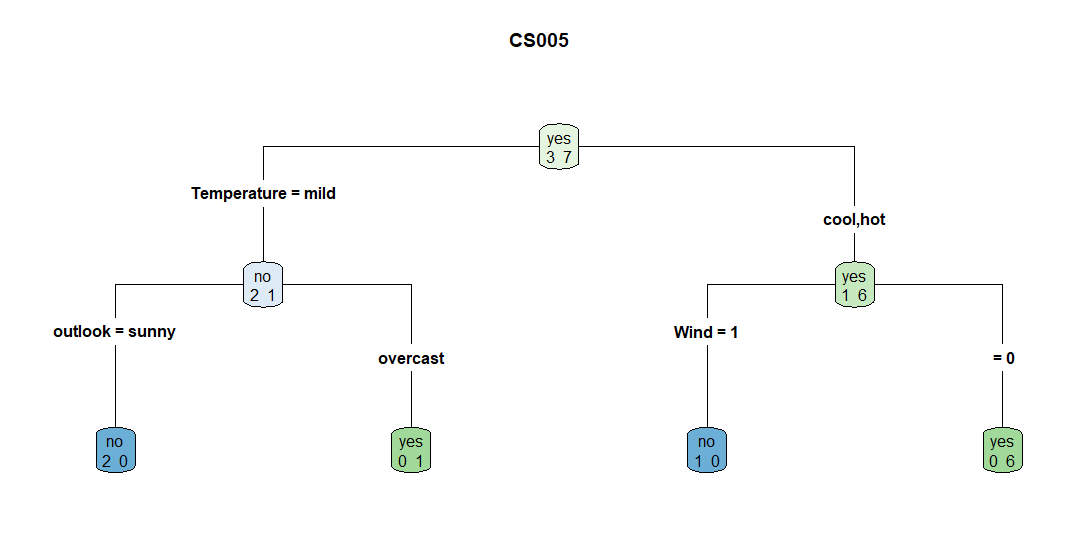 CS005
yes
3 7
Temperature = mild
cool,hot
no
2 1
yes
1 6
outlook = sunny
overcast
Wind = 1
= 0
no
2 0
yes
0 1
no
1 0
yes
0 6